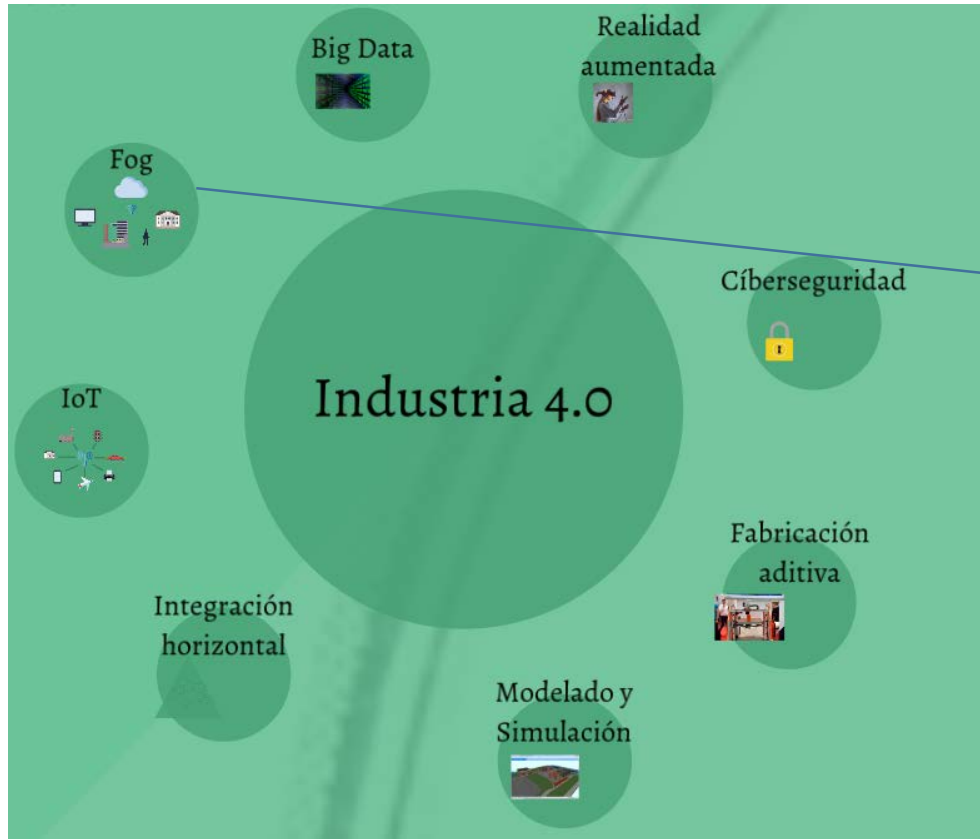 Big Data
Realidad
aumentada
Fog
Cíberseguridad
Industria 4.0
IoT
Fabricación
aditiva
Integración
horizontal
Modelado y
Simulación